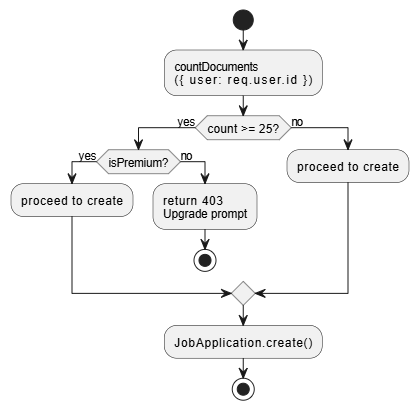 countDocuments
({ user: req.user.id })
yes
count >= 25?
no
yes
isPremium?
no
proceed to create
proceed to create
return 403
Upgrade prompt
JobApplication.create()